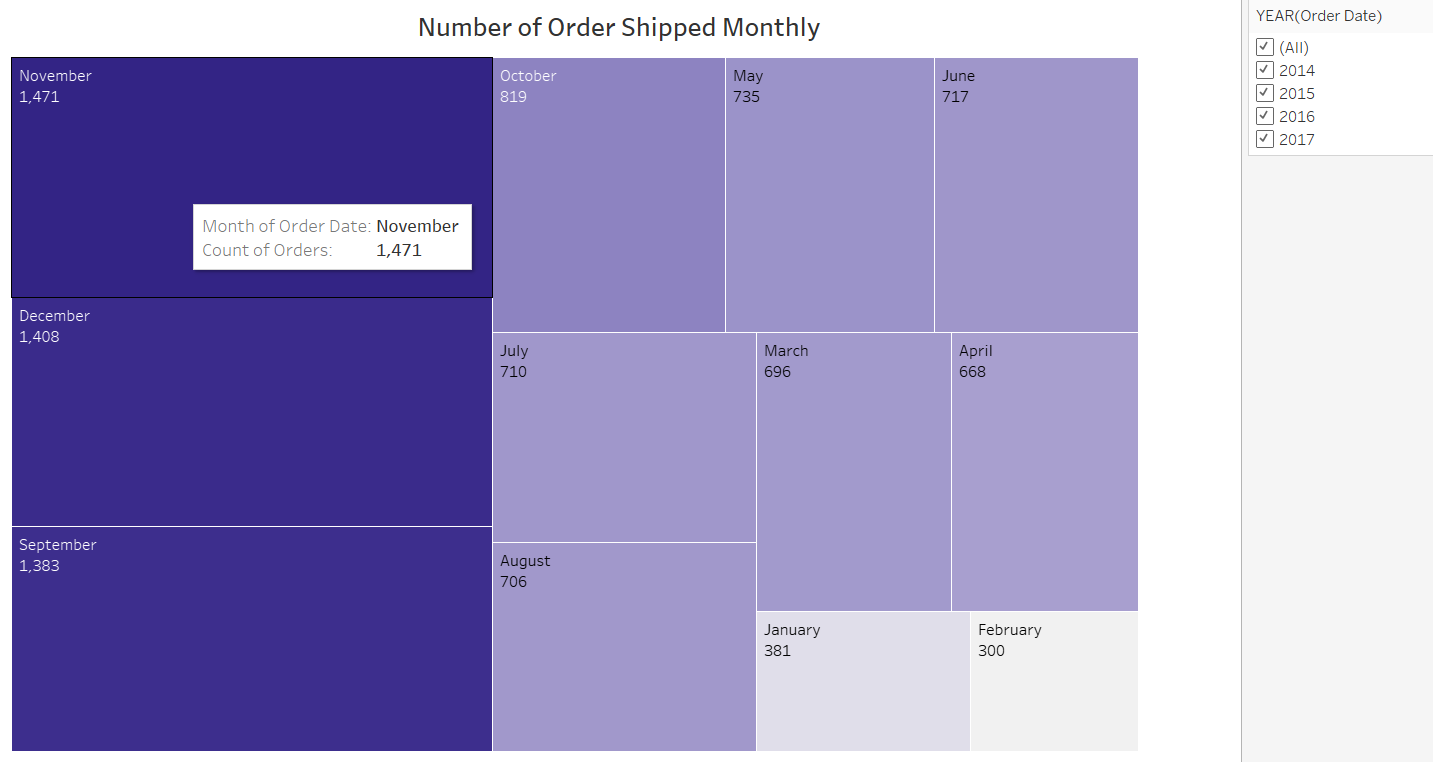 Number of Order Shipped Monthly
November
1,471
Month of Order Date: November
Count of Orders: 1,471
December
1,408
September
1,383
October
819
May
735
June
717
July
710
August
706
March
696
April
668
January
381
February
300
YEAR(Order Date)
(All)
2014
2015
2016
2017